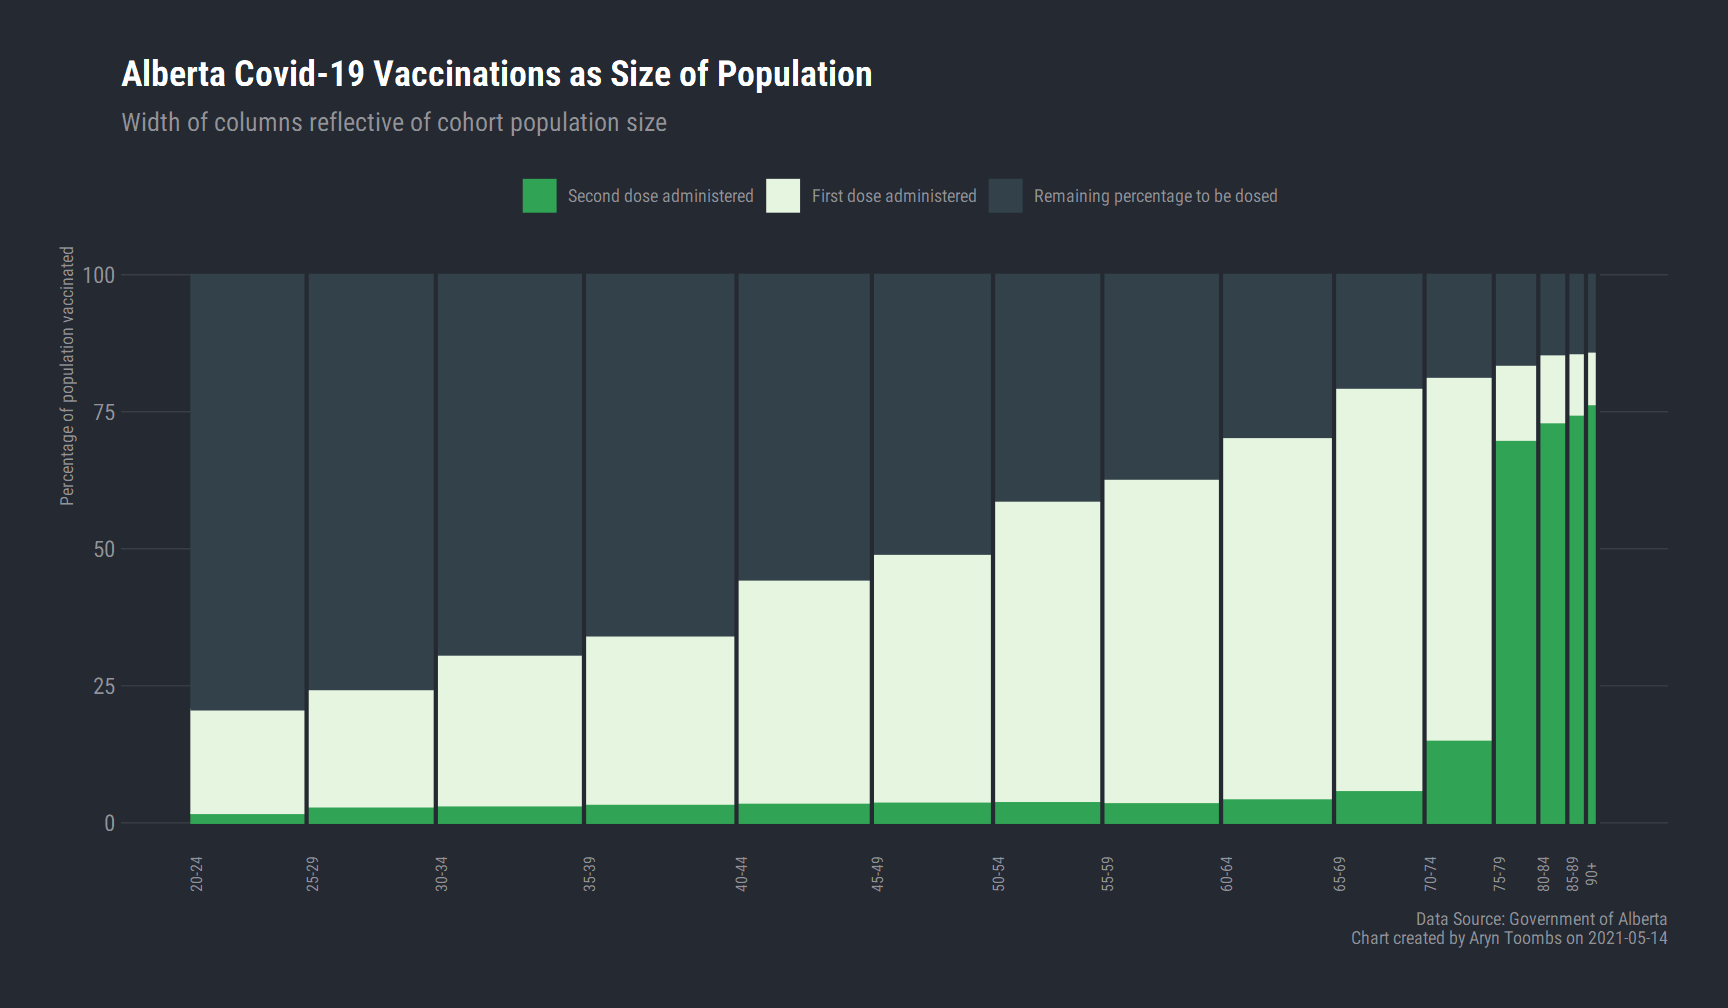 Alberta Covid-19 Vaccinations as Size of Population
Width of columns reflective of cohort population size
Second dose administered
First dose administered
Remaining percentage to be dosed
Percentage of population vaccinated
100
75
50
25
0
20-24
25-29
30-34
35-39
40-44
45-49
50-54
55-59
60-64
65-69
70-74
75-79
80-84
85-89
90+
Data Source: Government of Alberta
Chart created by Aryn Toombs on 2021-05-14